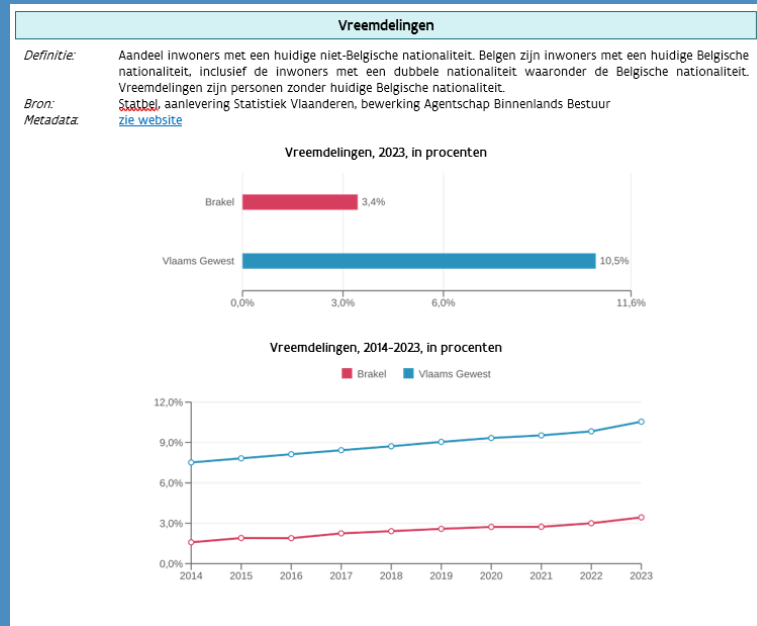 Vreemdelingen
Definitie: Aandeel inwoners met een huidige niet-Belgische nationaliteit. Belgen zijn inwoners met een huidige Belgische
nationaliteit, inclusief de inwoners met een dubbele nationaliteit waaronder de Belgische nationaliteit.
Vreemdelingen zijn personen zonder huidige Belgische nationaliteit.
Bron: Statbel, aanlevering Statistiek Vlaanderen, bewerking Agentschap Binnenlands Bestuur
Metadata: zie website
Vreemdelingen, 2023, in procenten
Brakel 3,4%
Vlaams Gewest 10,5%
0,0% 3,0% 6,0% 11,6%
Vreemdelingen, 2014-2023, in procenten
Brakel Vlaams Gewest
12,0%
9,0%
6,0%
3,0%
0,0%
2014 2015 2016 2017 2018 2019 2020 2021 2022 2023